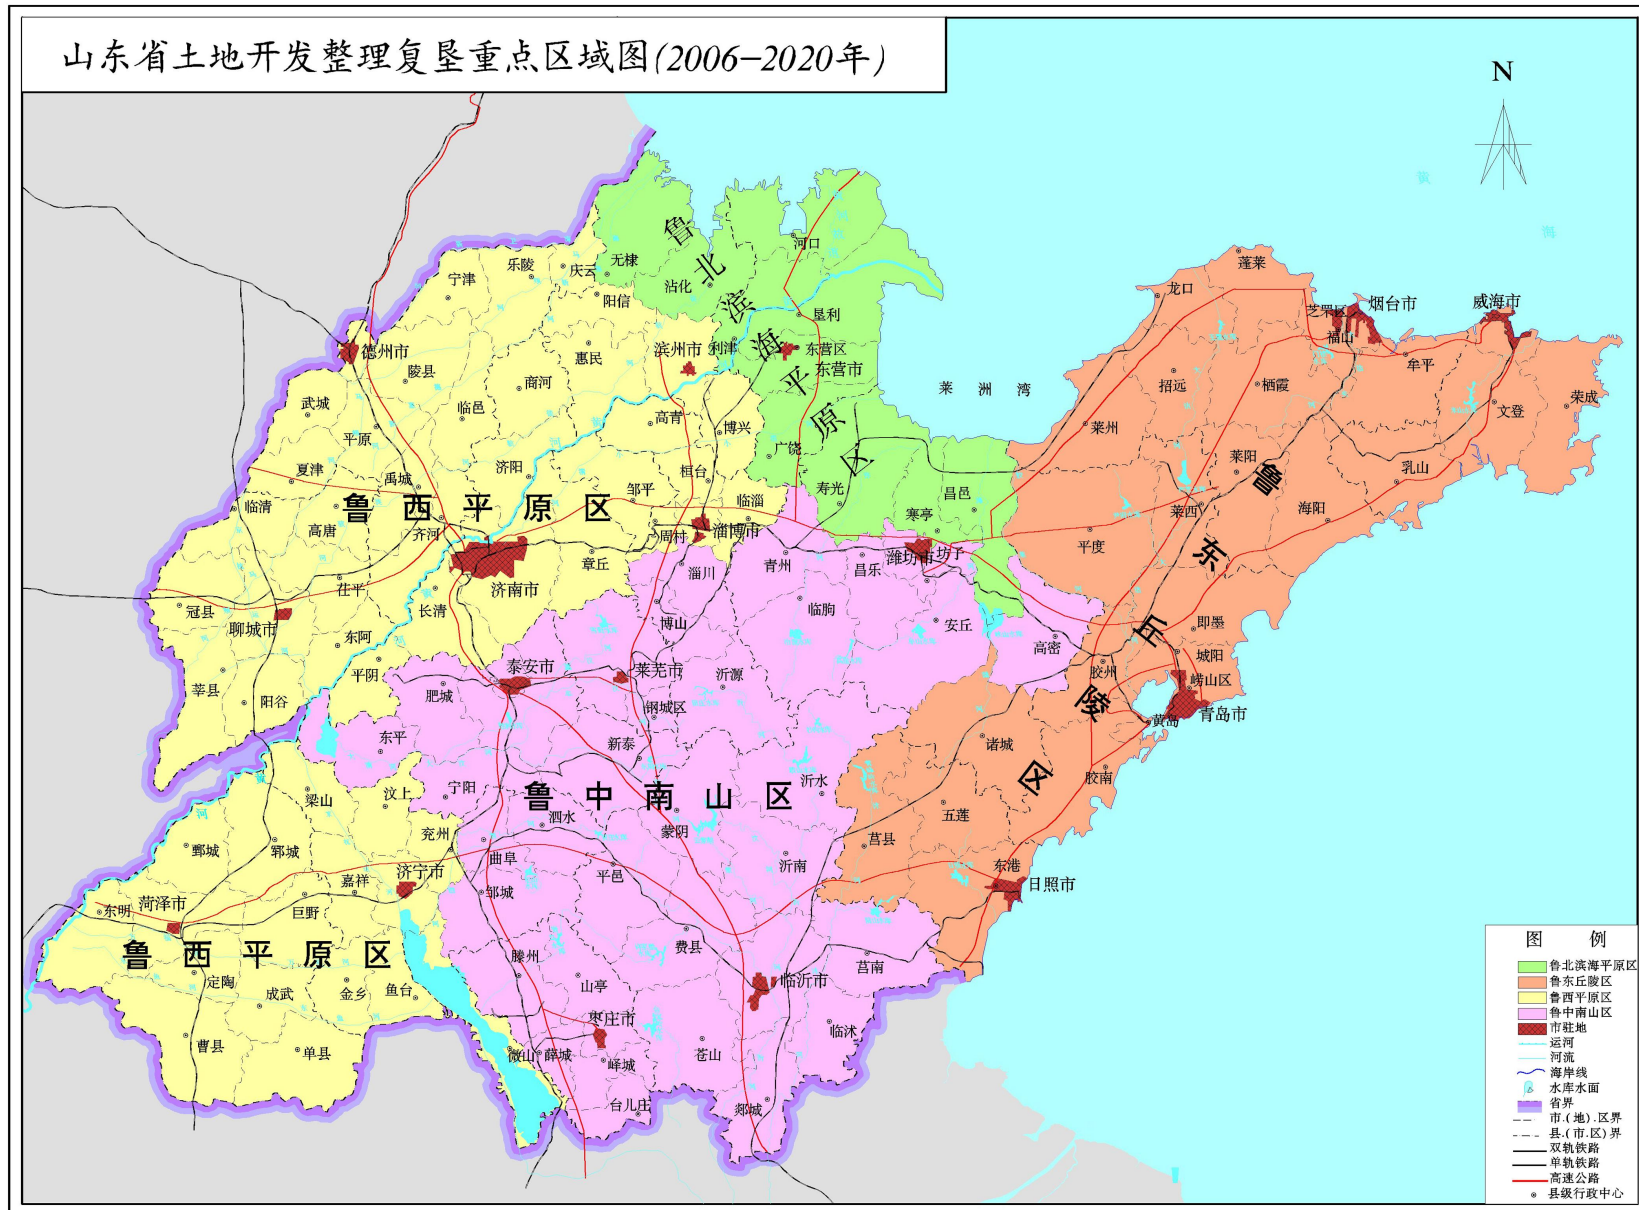 山东省土地开发整理复垦重点区域图(2006-2020年)
N
黄
海
莱洲湾
鲁北滨海平原区
无棣
沾化
河口
垦利
利津
东营区
东营市
广饶
寿光
寒亭
昌邑
鲁西平原区
宁津
乐陵
庆云
阳信
德州市
陵县
惠民
滨州市
商河
武城
临邑
平原
高青
博兴
夏津
禹城
济阳
桓台
临清
高唐
齐河
邹平
临淄
周村
淄博市
章丘
济南市
茌平
长清
冠县
聊城市
东阿
平阴
莘县
阳谷
鲁东丘陵区
蓬莱
龙口
芝罘区
烟台市
威海市
福山
牟平
招远
栖霞
文登
荣成
莱州
莱阳
乳山
莱西
海阳
平度
即墨
城阳
胶州
崂山区
青岛市
黄岛
胶南
诸城
五莲
莒县
东港
日照市
鲁中南山区
淄川
青州
昌乐
潍坊市
坊子
博山
临朐
安丘
高密
泰安市
莱芜市
沂源
肥城
钢城区
东平
新泰
宁阳
沂水
泗水
蒙阴
曲阜
平邑
沂南
邹城
滕州
费县
莒南
山亭
临沂市
枣庄市
临沭
苍山
微山
薛城
峄城
台儿庄
郯城
鲁西平原区
梁山
汶上
兖州
鄄城
郓城
嘉祥
济宁市
菏泽市
东明
巨野
定陶
成武
金乡
鱼台
曹县
单县
图例
鲁北滨海平原区
鲁东丘陵区
鲁西平原区
鲁中南山区
市驻地
运河
河流
海岸线
水库水面
省界
市.(地).区界
县.(市.区)界
双轨铁路
单轨铁路
高速公路
县级行政中心